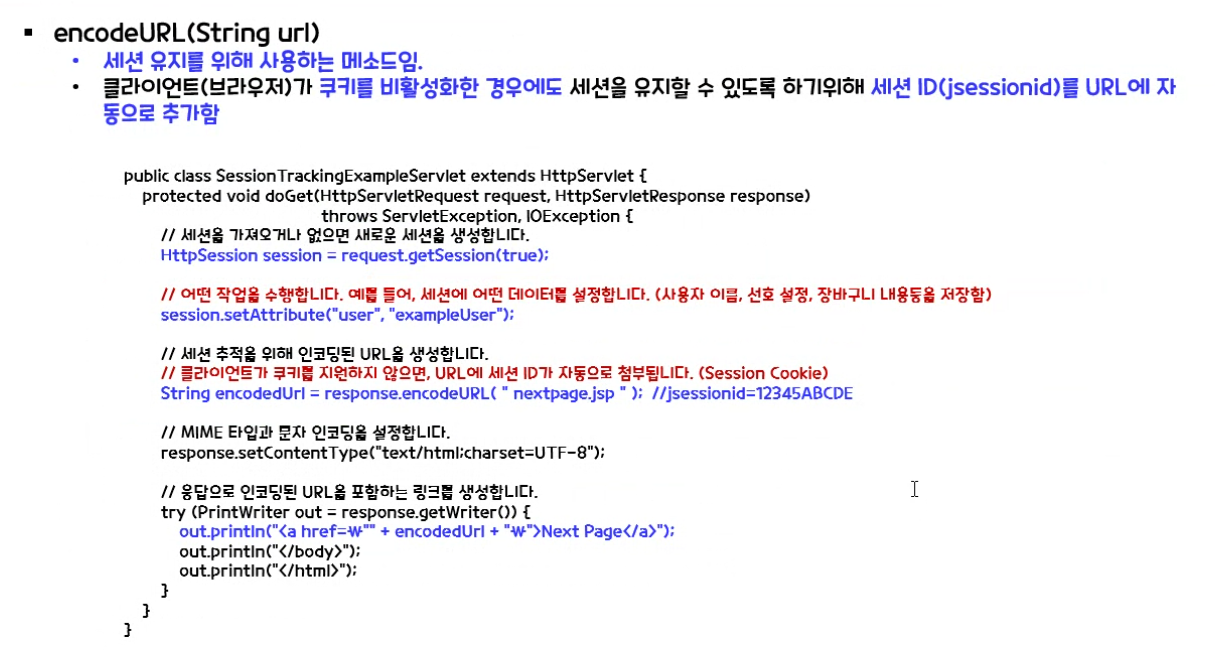 ▪ encodeURL(String url)
• 세션 유지를 위해 사용하는 메소드임.
• 클라이언트(브라우저)가 쿠키를 비활성화한 경우에도 세션을 유지할 수 있도록 하기위해 세션 ID(jsessionid)를 URL에 자
동으로 추가함
public class SessionTrackingExampleServlet extends HttpServlet {
protected void doGet(HttpServletRequest request, HttpServletResponse response)
throws ServletException, IOException {
// 세션을 가져오거나 없으면 새로운 세션을 생성합니다.
HttpSession session = request.getSession(true);
// 어떤 작업을 수행합니다. 예를 들어, 세션에 어떤 데이터를 설정합니다. (사용자 이름, 선호 설정, 장바구니 내용등을 저장함)
session.setAttribute("user", "exampleUser");
// 세션 추적을 위해 인코딩된 URL을 생성합니다.
// 클라이언트가 쿠키를 지원하지 않으면, URL에 세션 ID가 자동으로 첨부됩니다. (Session Cookie)
String encodedUrl = response.encodeURL( " nextpage.jsp " ); //jsessionid=12345ABCDE
// MIME 타입과 문자 인코딩을 설정합니다.
response.setContentType("text/html;charset=UTF-8");
// 응답으로 인코딩된 URL을 포함하는 링크를 생성합니다.
try (PrintWriter out = response.getWriter()) {
out.println("<a href=₩"" + encodedUrl + "₩">Next Page</a>");
out.println("</body>");
out.println("</html>");
}
}
}